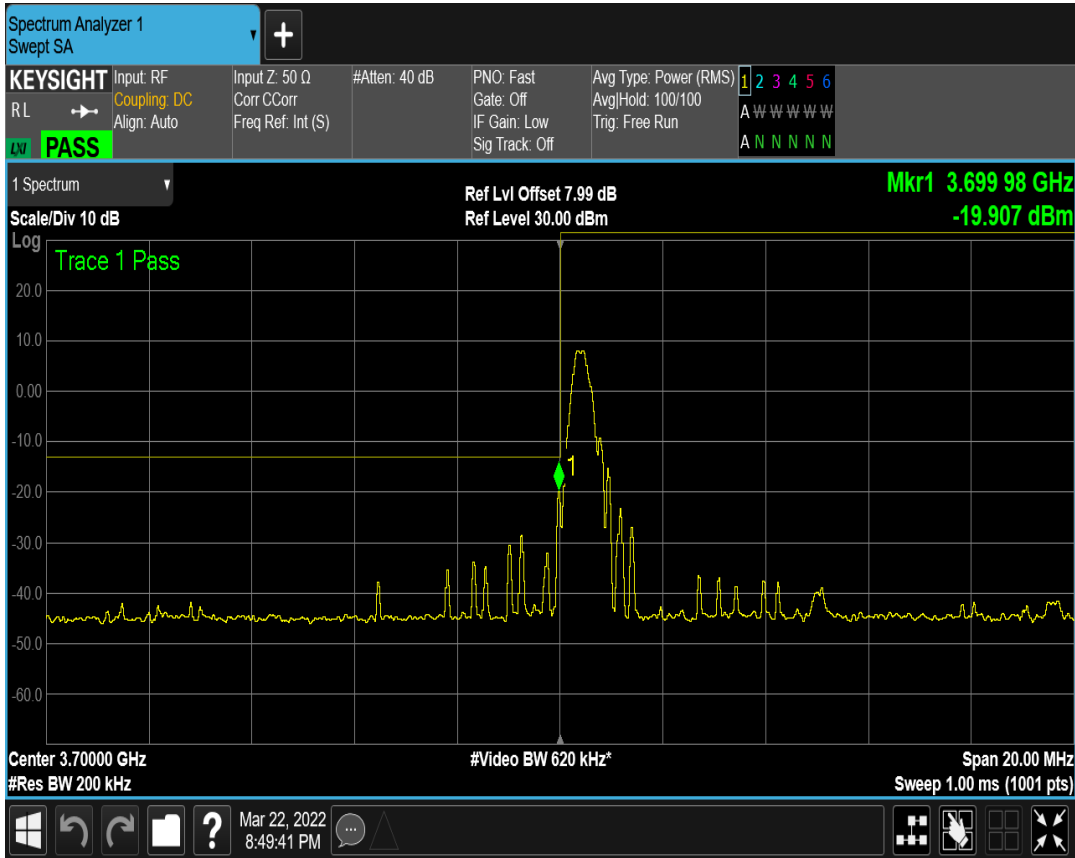 Spectrum Analyzer 1
Swept SA
+
KEYSIGHT
RL
LXI
PASS
Input: RF
Coupling: DC
Align: Auto
Input Z: 50 Ω
Corr CCorr
Freq Ref: Int (S)
#Atten: 40 dB
PNO: Fast
Gate: Off
IF Gain: Low
Sig Track: Off
Avg Type: Power (RMS)
Avg|Hold: 100/100
Trig: Free Run
1 2 3 4 5 6
A W W W W W
A N N N N N
1 Spectrum
Scale/Div 10 dB
Ref Lvl Offset 7.99 dB
Ref Level 30.00 dBm
Mkr1 3.699 98 GHz
-19.907 dBm
Log
Trace 1 Pass
20.0
10.0
0.00
-10.0
1
-20.0
-30.0
-40.0
-50.0
-60.0
Center 3.70000 GHz
#Res BW 200 kHz
#Video BW 620 kHz*
Span 20.00 MHz
Sweep 1.00 ms (1001 pts)
?
Mar 22, 2022
8:49:41 PM